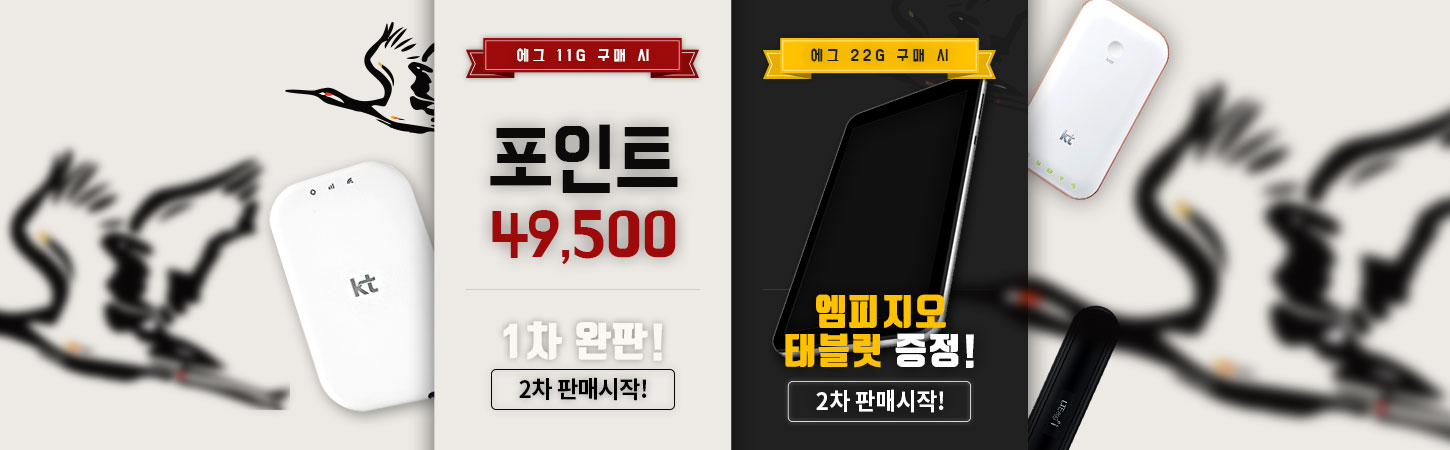 에그 11G 구매 시
포인트
49,500
1차 완판!
2차 판매시작!
에그 22G 구매 시
엠피지오
태블릿 증정!
2차 판매시작!
kt
kt